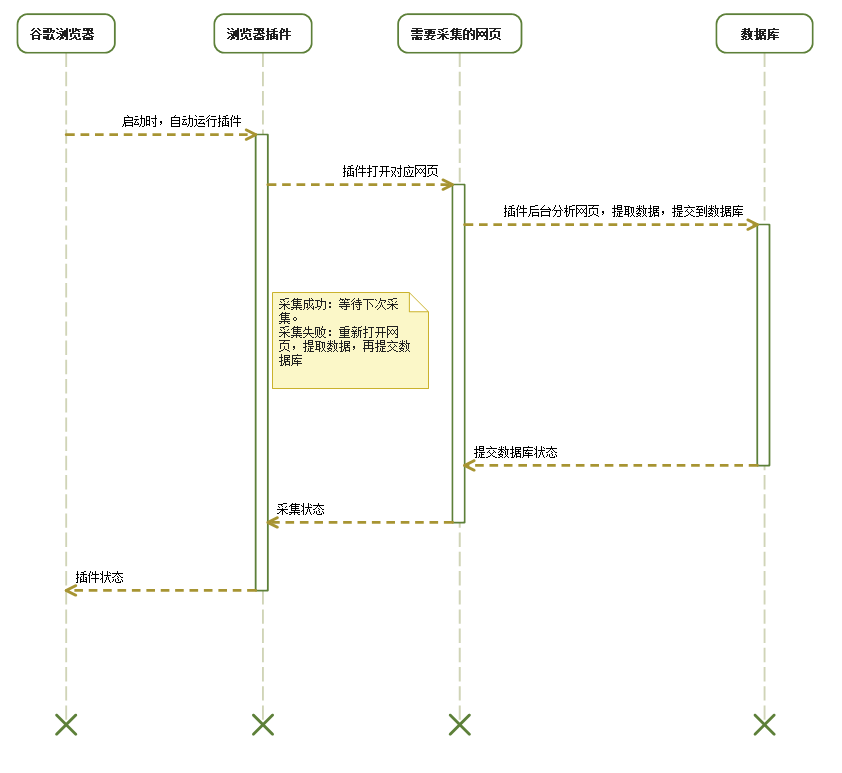 谷歌浏览器
浏览器插件
需要采集的网页
数据库
启动时，自动运行插件
插件打开对应网页
插件后台分析网页，提取数据，提交到数据库
采集成功：等待下次采
集。
采集失败：重新打开网
页，提取数据，再提交数
据库
提交数据库状态
采集状态
插件状态